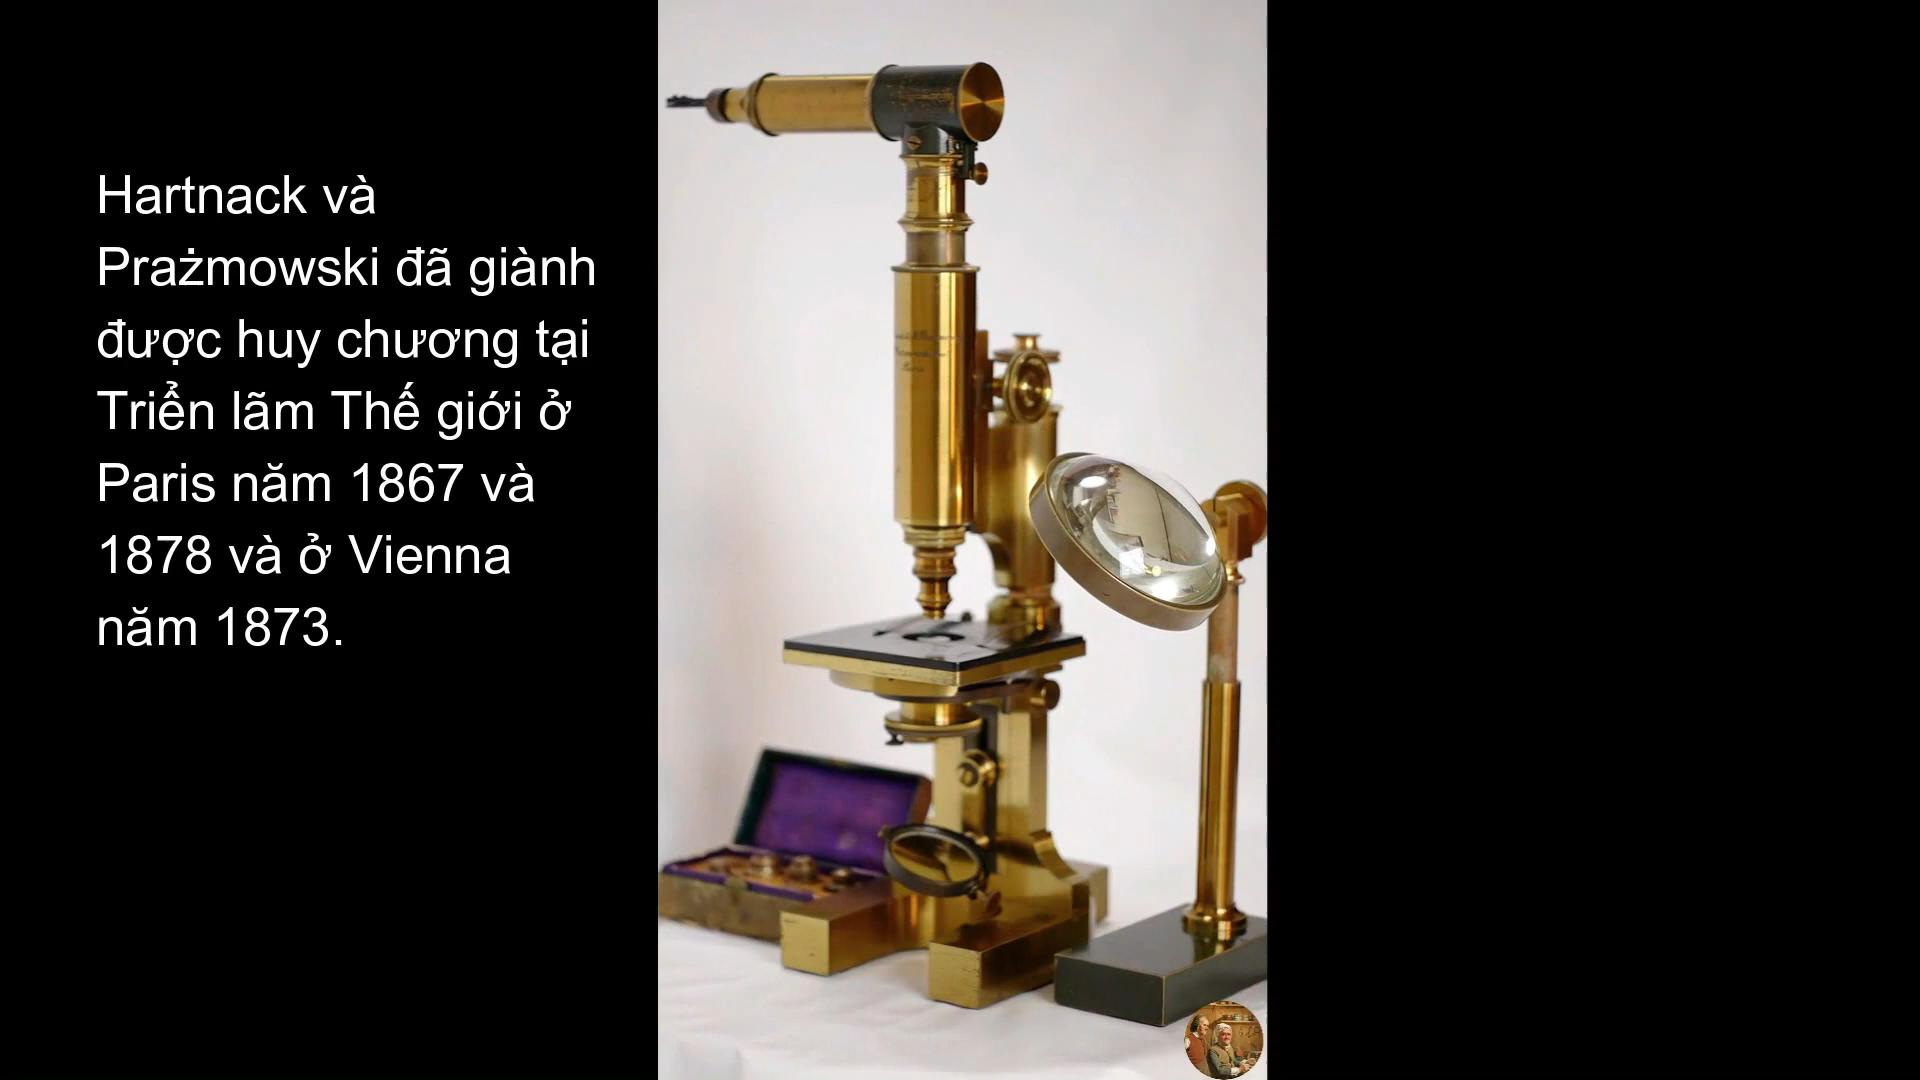 Hartnack và
Prażmowski đã giành
được huy chương tại
Triển lãm Thế giới ở
Paris năm 1867 và
1878 và ở Vienna
năm 1873.